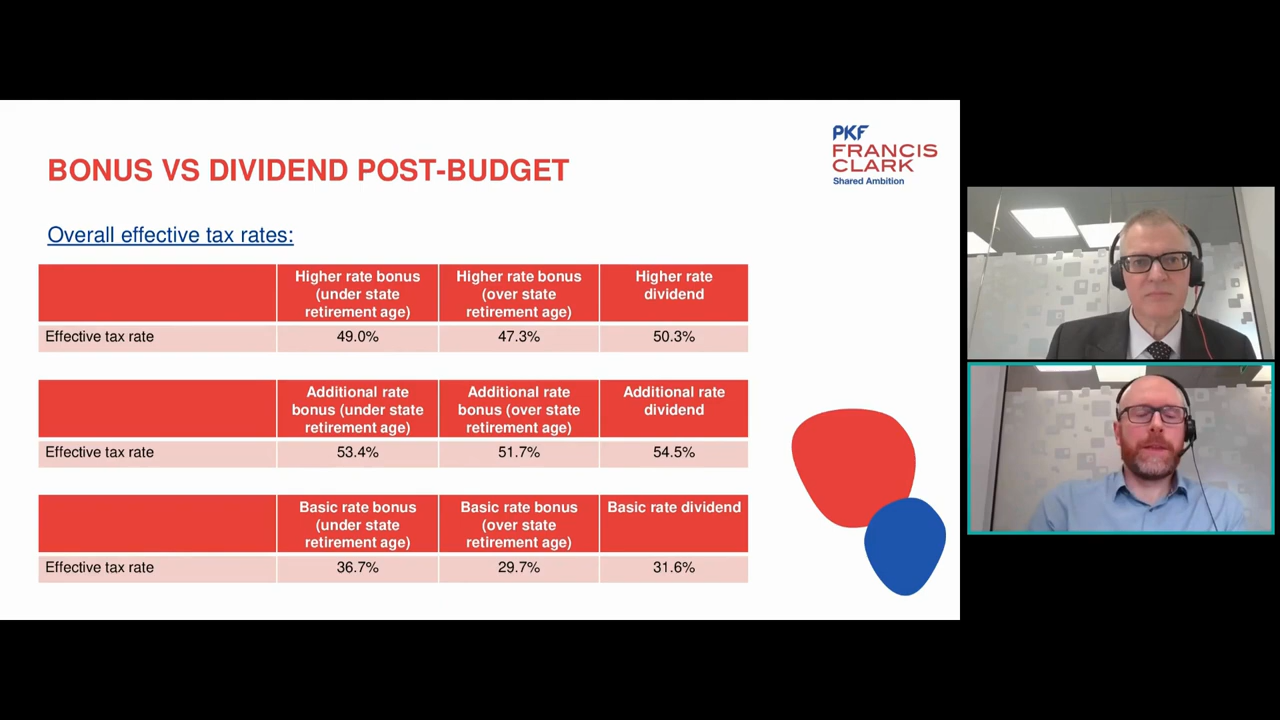 PKF
FRANCIS
CLARK
Shared Ambition
BONUS VS DIVIDEND POST-BUDGET
Overall effective tax rates:
Higher rate bonus (under state retirement age) Higher rate bonus (over state retirement age) Higher rate dividend
Effective tax rate 49.0% 47.3% 50.3%
Additional rate bonus (under state retirement age) Additional rate bonus (over state retirement age) Additional rate dividend
Effective tax rate 53.4% 51.7% 54.5%
Basic rate bonus (under state retirement age) Basic rate bonus (over state retirement age) Basic rate dividend
Effective tax rate 36.7% 29.7% 31.6%